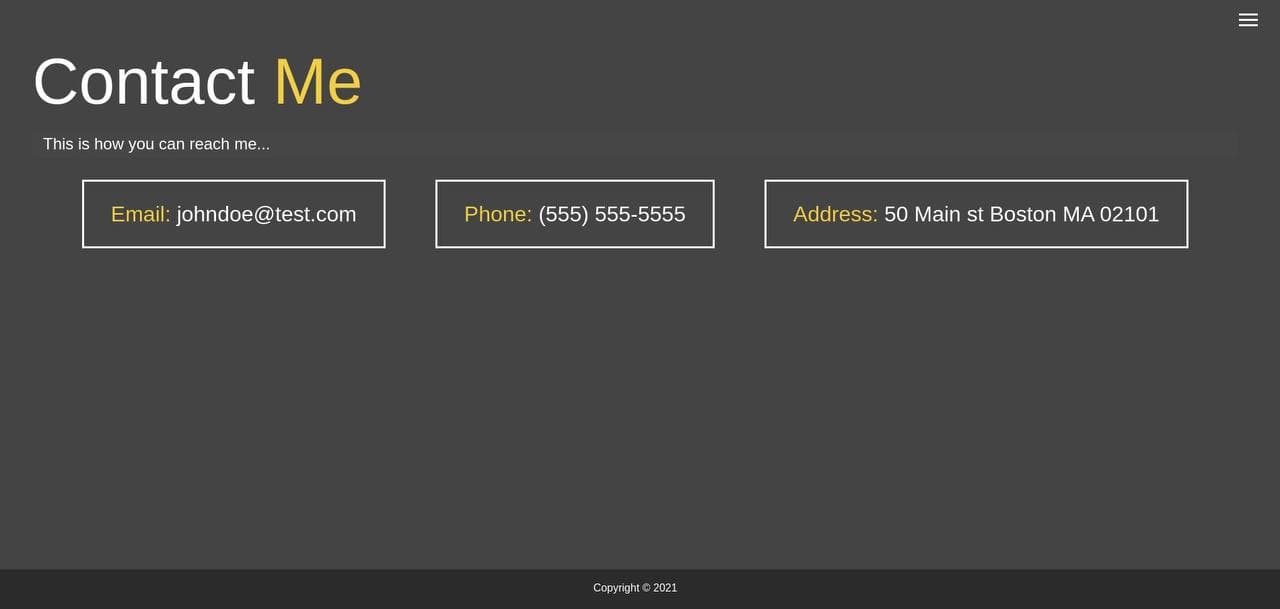 Contact Me
This is how you can reach me...
Email: johndoe@test.com
Phone: (555) 555-5555
Address: 50 Main st Boston MA 02101
Copyright © 2021